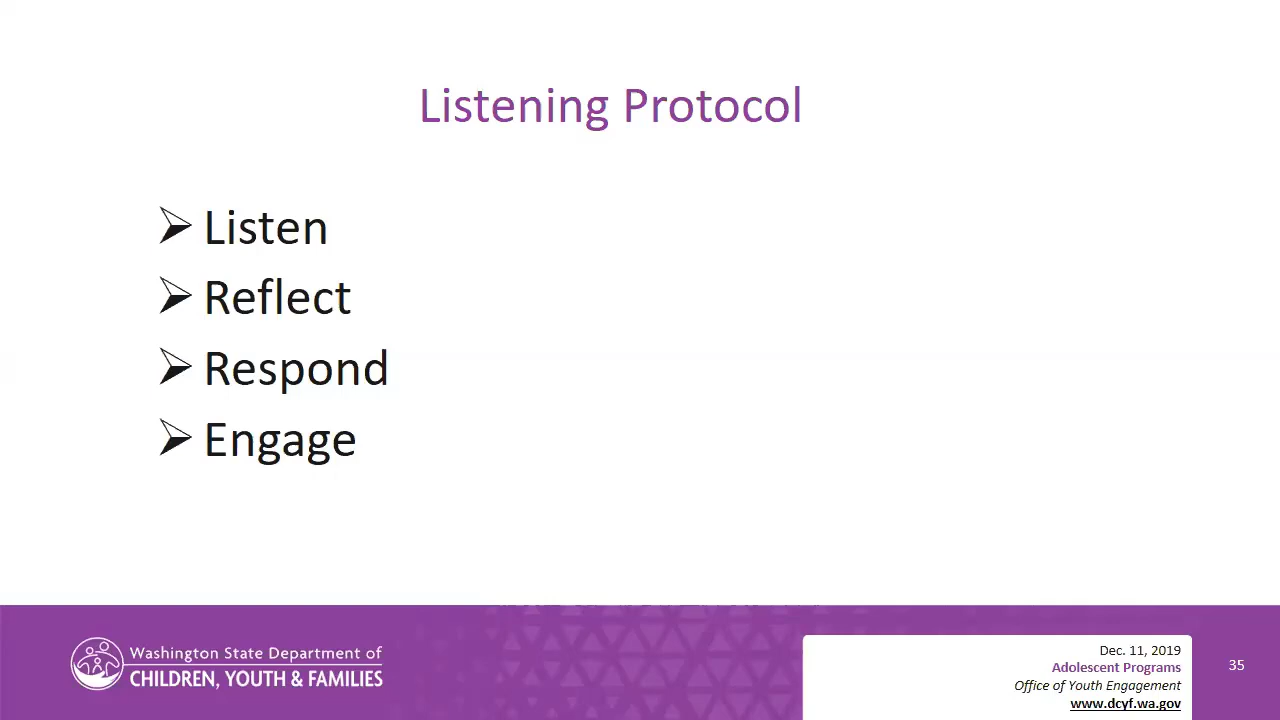 Listening Protocol
Listen
Reflect
Respond
Engage
Washington State Department of
CHILDREN, YOUTH & FAMILIES
Dec. 11, 2019
Adolescent Programs
Office of Youth Engagement
www.dcyf.wa.gov
35